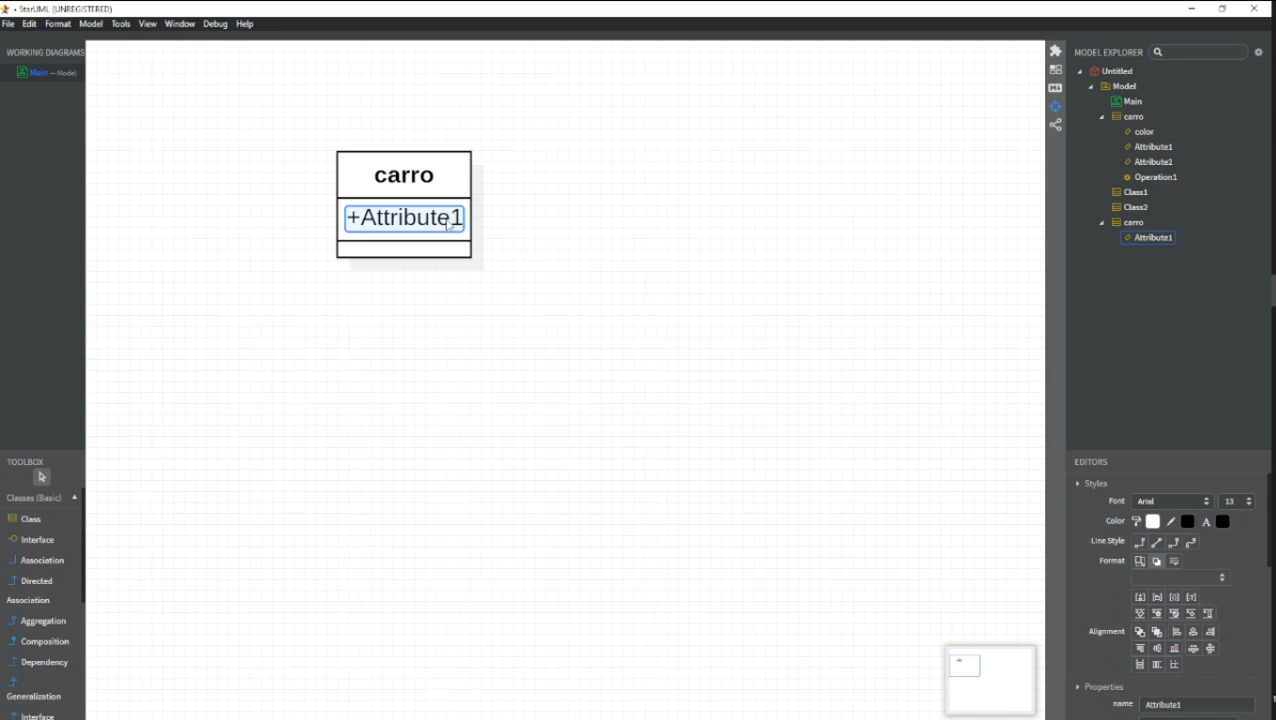 • StarUML (UNREGISTERED)
File Edit Format Model Tools View Window Debug Help
WORKING DIAGRAMS
Main — Model
carro
+Attribute1
MODEL EXPLORER
Untitled
Model
Main
carro
color
Attribute1
Attribute2
Operation1
Class1
Class2
carro
Attribute1
TOOLBOX
Classes (Basic)
Class
Interface
Association
Directed
Association
Aggregation
Composition
Dependency
Generalization
Interface
EDITORS
Styles
Font Arial 13
Color A
Line Style
Format
Alignment
Properties
name Attribute1